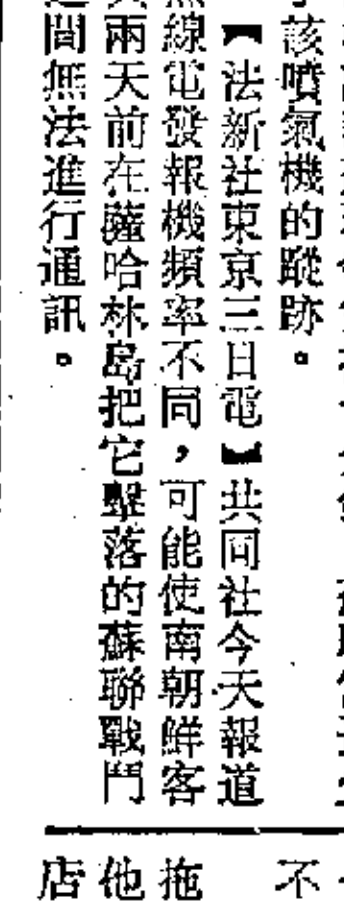 該噴氣機的蹤跡。
【法新社東京三日電】共同社今天報道
線電發報機頻率不同，可能使南朝鮮客
兩天前在薩哈林島把它擊落的蘇聯戰鬥
間無法進行通訊。
不
拖
他
店